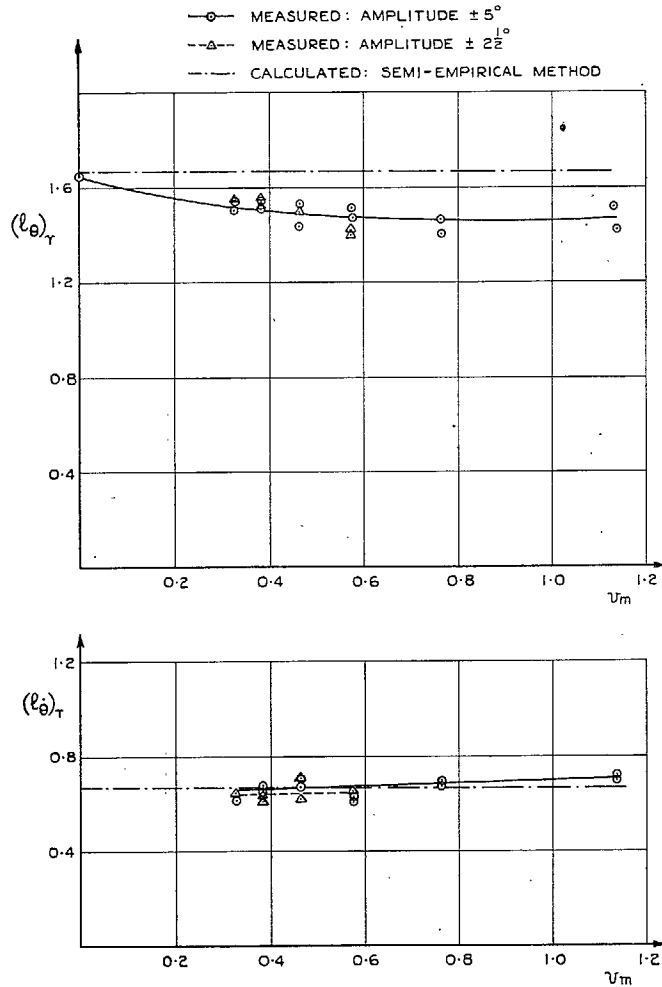 MEASURED: AMPLITUDE ± 5°
MEASURED: AMPLITUDE ± 2½°
CALCULATED: SEMI-EMPIRICAL METHOD
1·6
(ℓθ)ᵣ
1·2
0·8
0·4
0·2 0·4 0·6 0·8 1·0 1·2
νm
1·2
(ℓθ̇)ᵣ
0·8
0·4
0·2 0·4 0·6 0·8 1·0 1·2
νm